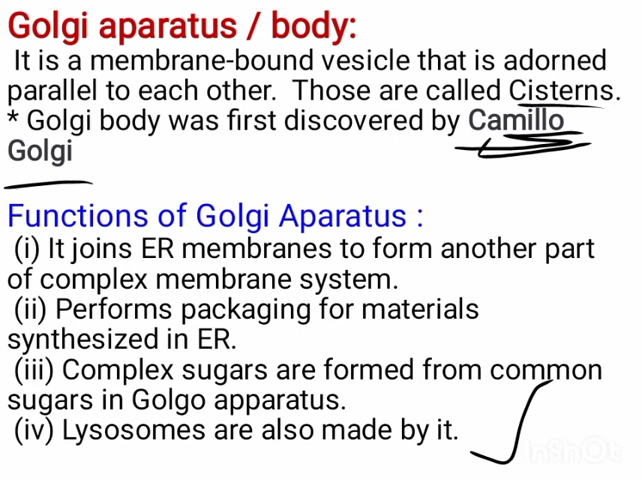 Golgi aparatus / body:
It is a membrane-bound vesicle that is adorned
parallel to each other. Those are called Cisterns.
* Golgi body was first discovered by Camillo
Golgi
Functions of Golgi Aparatus :
(i) It joins ER membranes to form another part
of complex membrane system.
(ii) Performs packaging for materials
synthesized in ER.
(iii) Complex sugars are formed from common
sugars in Golgo apparatus.
(iv) Lysosomes are also made by it.
InShOt